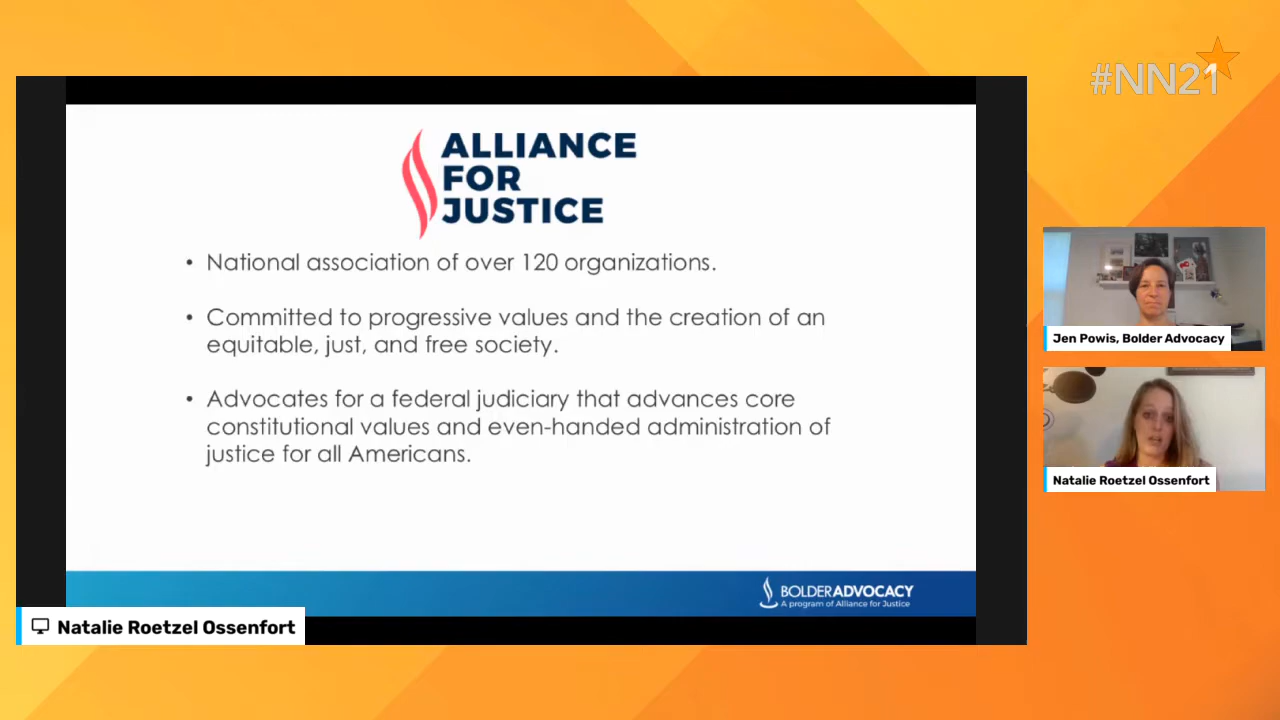 #NN21
ALLIANCE
FOR
JUSTICE
• National association of over 120 organizations.
• Committed to progressive values and the creation of an
equitable, just, and free society.
• Advocates for a federal judiciary that advances core
constitutional values and even-handed administration of
justice for all Americans.
BOLDERADVOCACY
A program of Alliance for Justice
Natalie Roetzel Ossenfort
Jen Powis, Bolder Advocacy
Natalie Roetzel Ossenfort